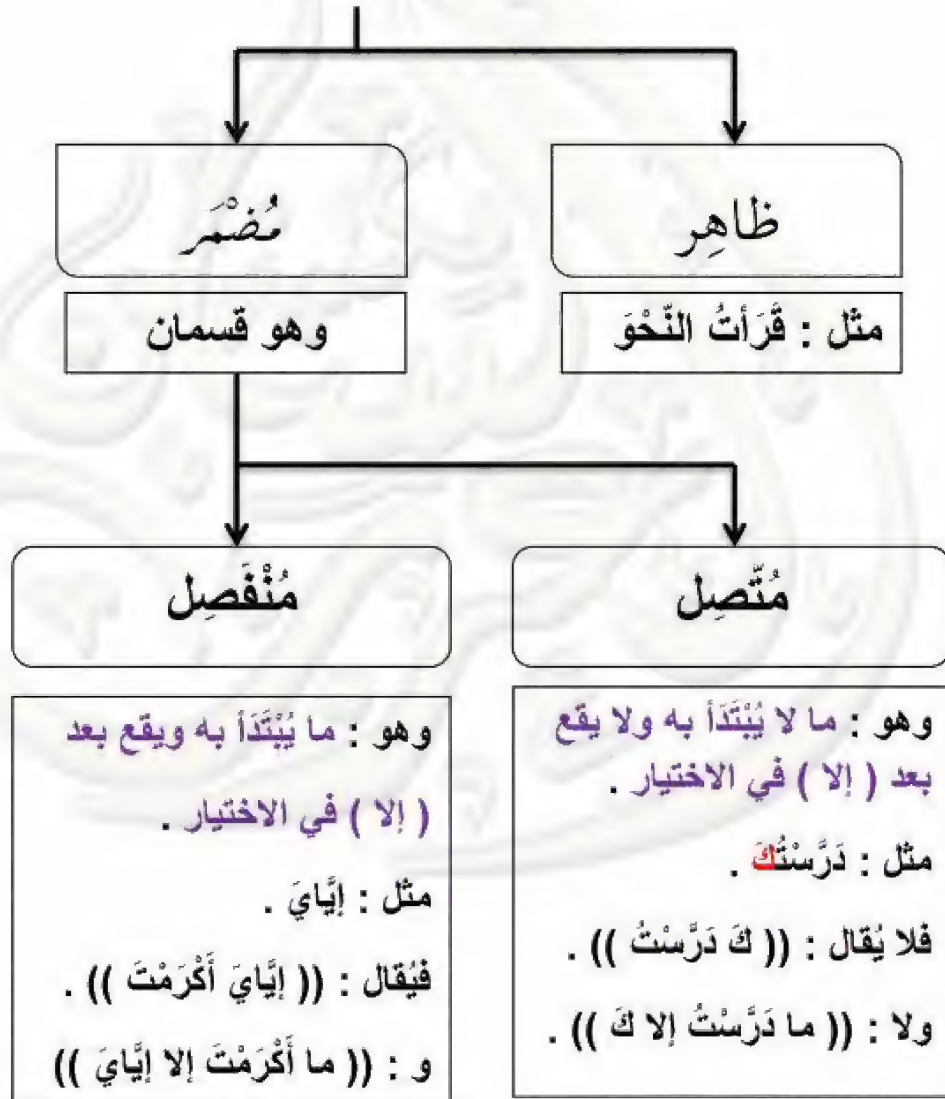 ظاهِر
مُضْمَر
مثل : قَرَأتُ النّحْوَ
وهو قسمان
مُتّصِل
مُنْفَصِل
وهو : ما لا يُبْتَدَأ به ولا يقع
بعد ( إلا ) في الاختيار .
مثل : دَرَّسْتُكَ .
فلا يُقال : (( كَ دَرَّسْتُ )) .
ولا : (( ما دَرَّسْتُ إلا كَ )) .
وهو : ما يُبْتَدَأ به ويقع بعد
( إلا ) في الاختيار .
مثل : إيَّايَ .
فيُقال : (( إيَّايَ أَكْرَمْتَ )) .
و : (( ما أَكْرَمْتَ إلا إيَّايَ ))